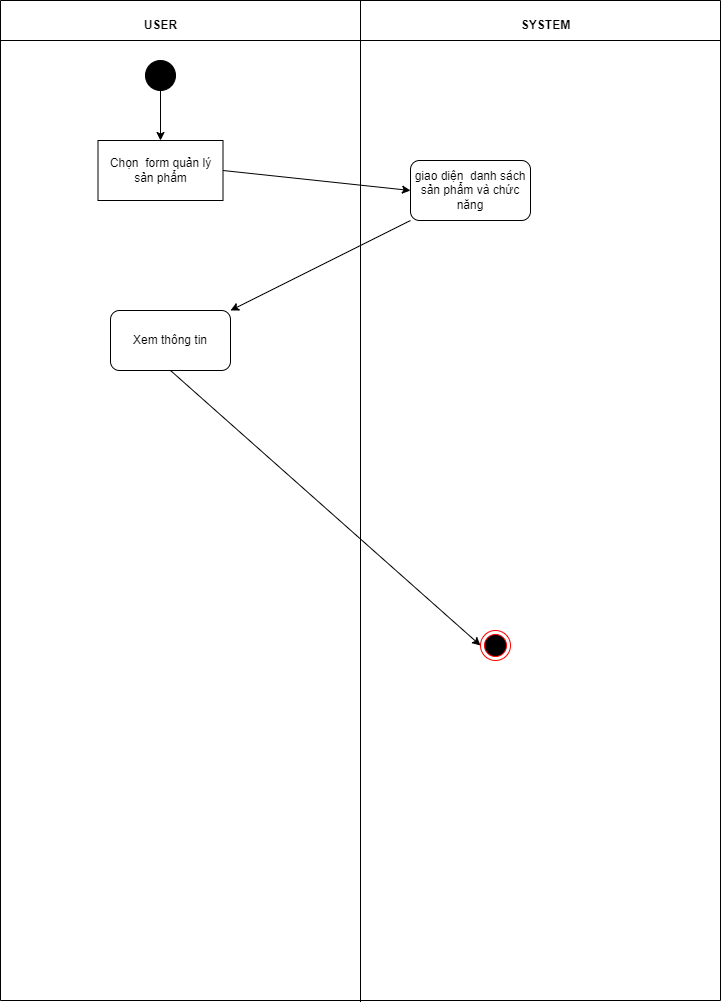 USER
SYSTEM
Chọn form quản lý
sản phẩm
giao diện danh sách
sản phẩm và chức
năng
Xem thông tin